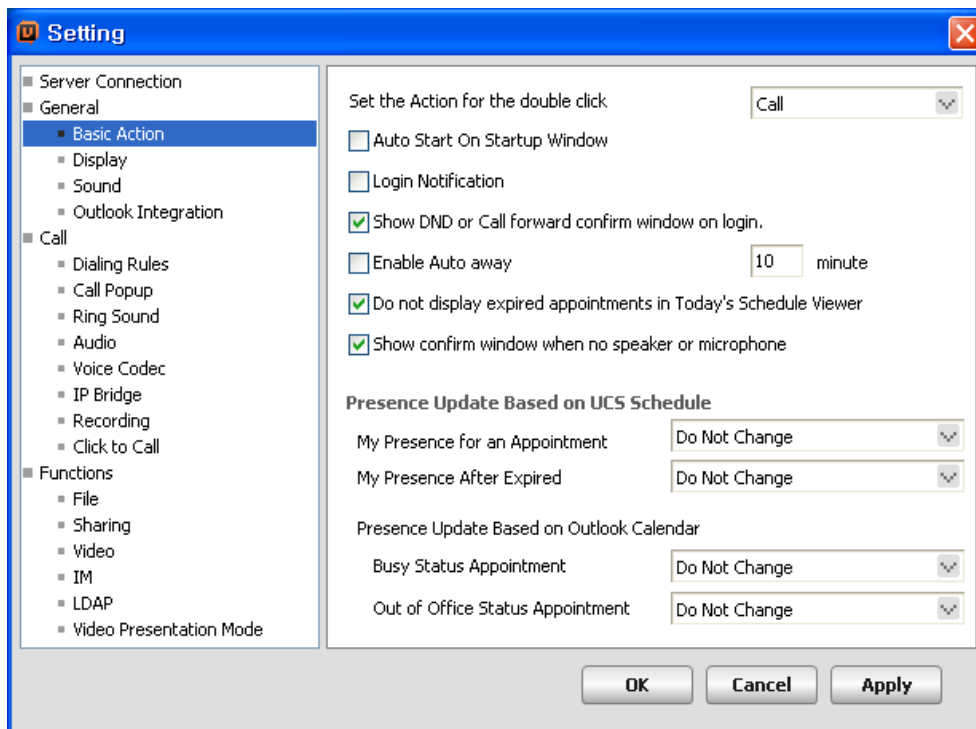 Setting
Server Connection
General
Basic Action
Display
Sound
Outlook Integration
Call
Dialing Rules
Call Popup
Ring Sound
Audio
Voice Codec
IP Bridge
Recording
Click to Call
Functions
File
Sharing
Video
IM
LDAP
Video Presentation Mode
Set the Action for the double click Call
Auto Start On Startup Window
Login Notification
Show DND or Call forward confirm window on login.
Enable Auto away 10 minute
Do not display expired appointments in Today's Schedule Viewer
Show confirm window when no speaker or microphone
Presence Update Based on UCS Schedule
My Presence for an Appointment Do Not Change
My Presence After Expired Do Not Change
Presence Update Based on Outlook Calendar
Busy Status Appointment Do Not Change
Out of Office Status Appointment Do Not Change
OK Cancel Apply